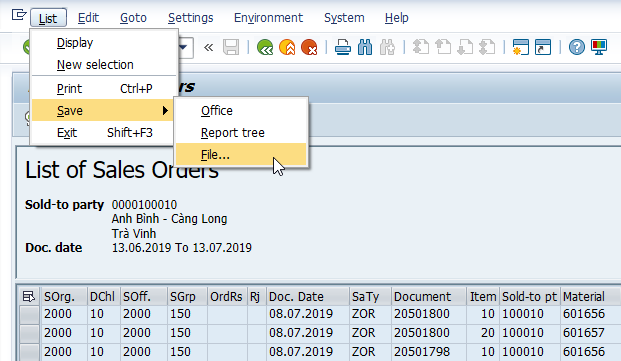 List Edit Goto Settings Environment System Help
Display
New selection
Print Ctrl+P
Save
Exit Shift+F3
Office
Report tree
File...
List of Sales Orders
Sold-to party 0000100010
Anh Bình - Càng Long
Trà Vinh
Doc. date 13.06.2019 To 13.07.2019
SOrg. DChl SOff. SGrp OrdRs Rj Doc. Date SaTy Document Item Sold-to pt Material
2000 10 2000 150 08.07.2019 ZOR 20501800 10 100010 601656
2000 10 2000 150 08.07.2019 ZOR 20501800 20 100010 601657
2000 10 2000 150 08.07.2019 ZOR 20501798 10 100010 601656